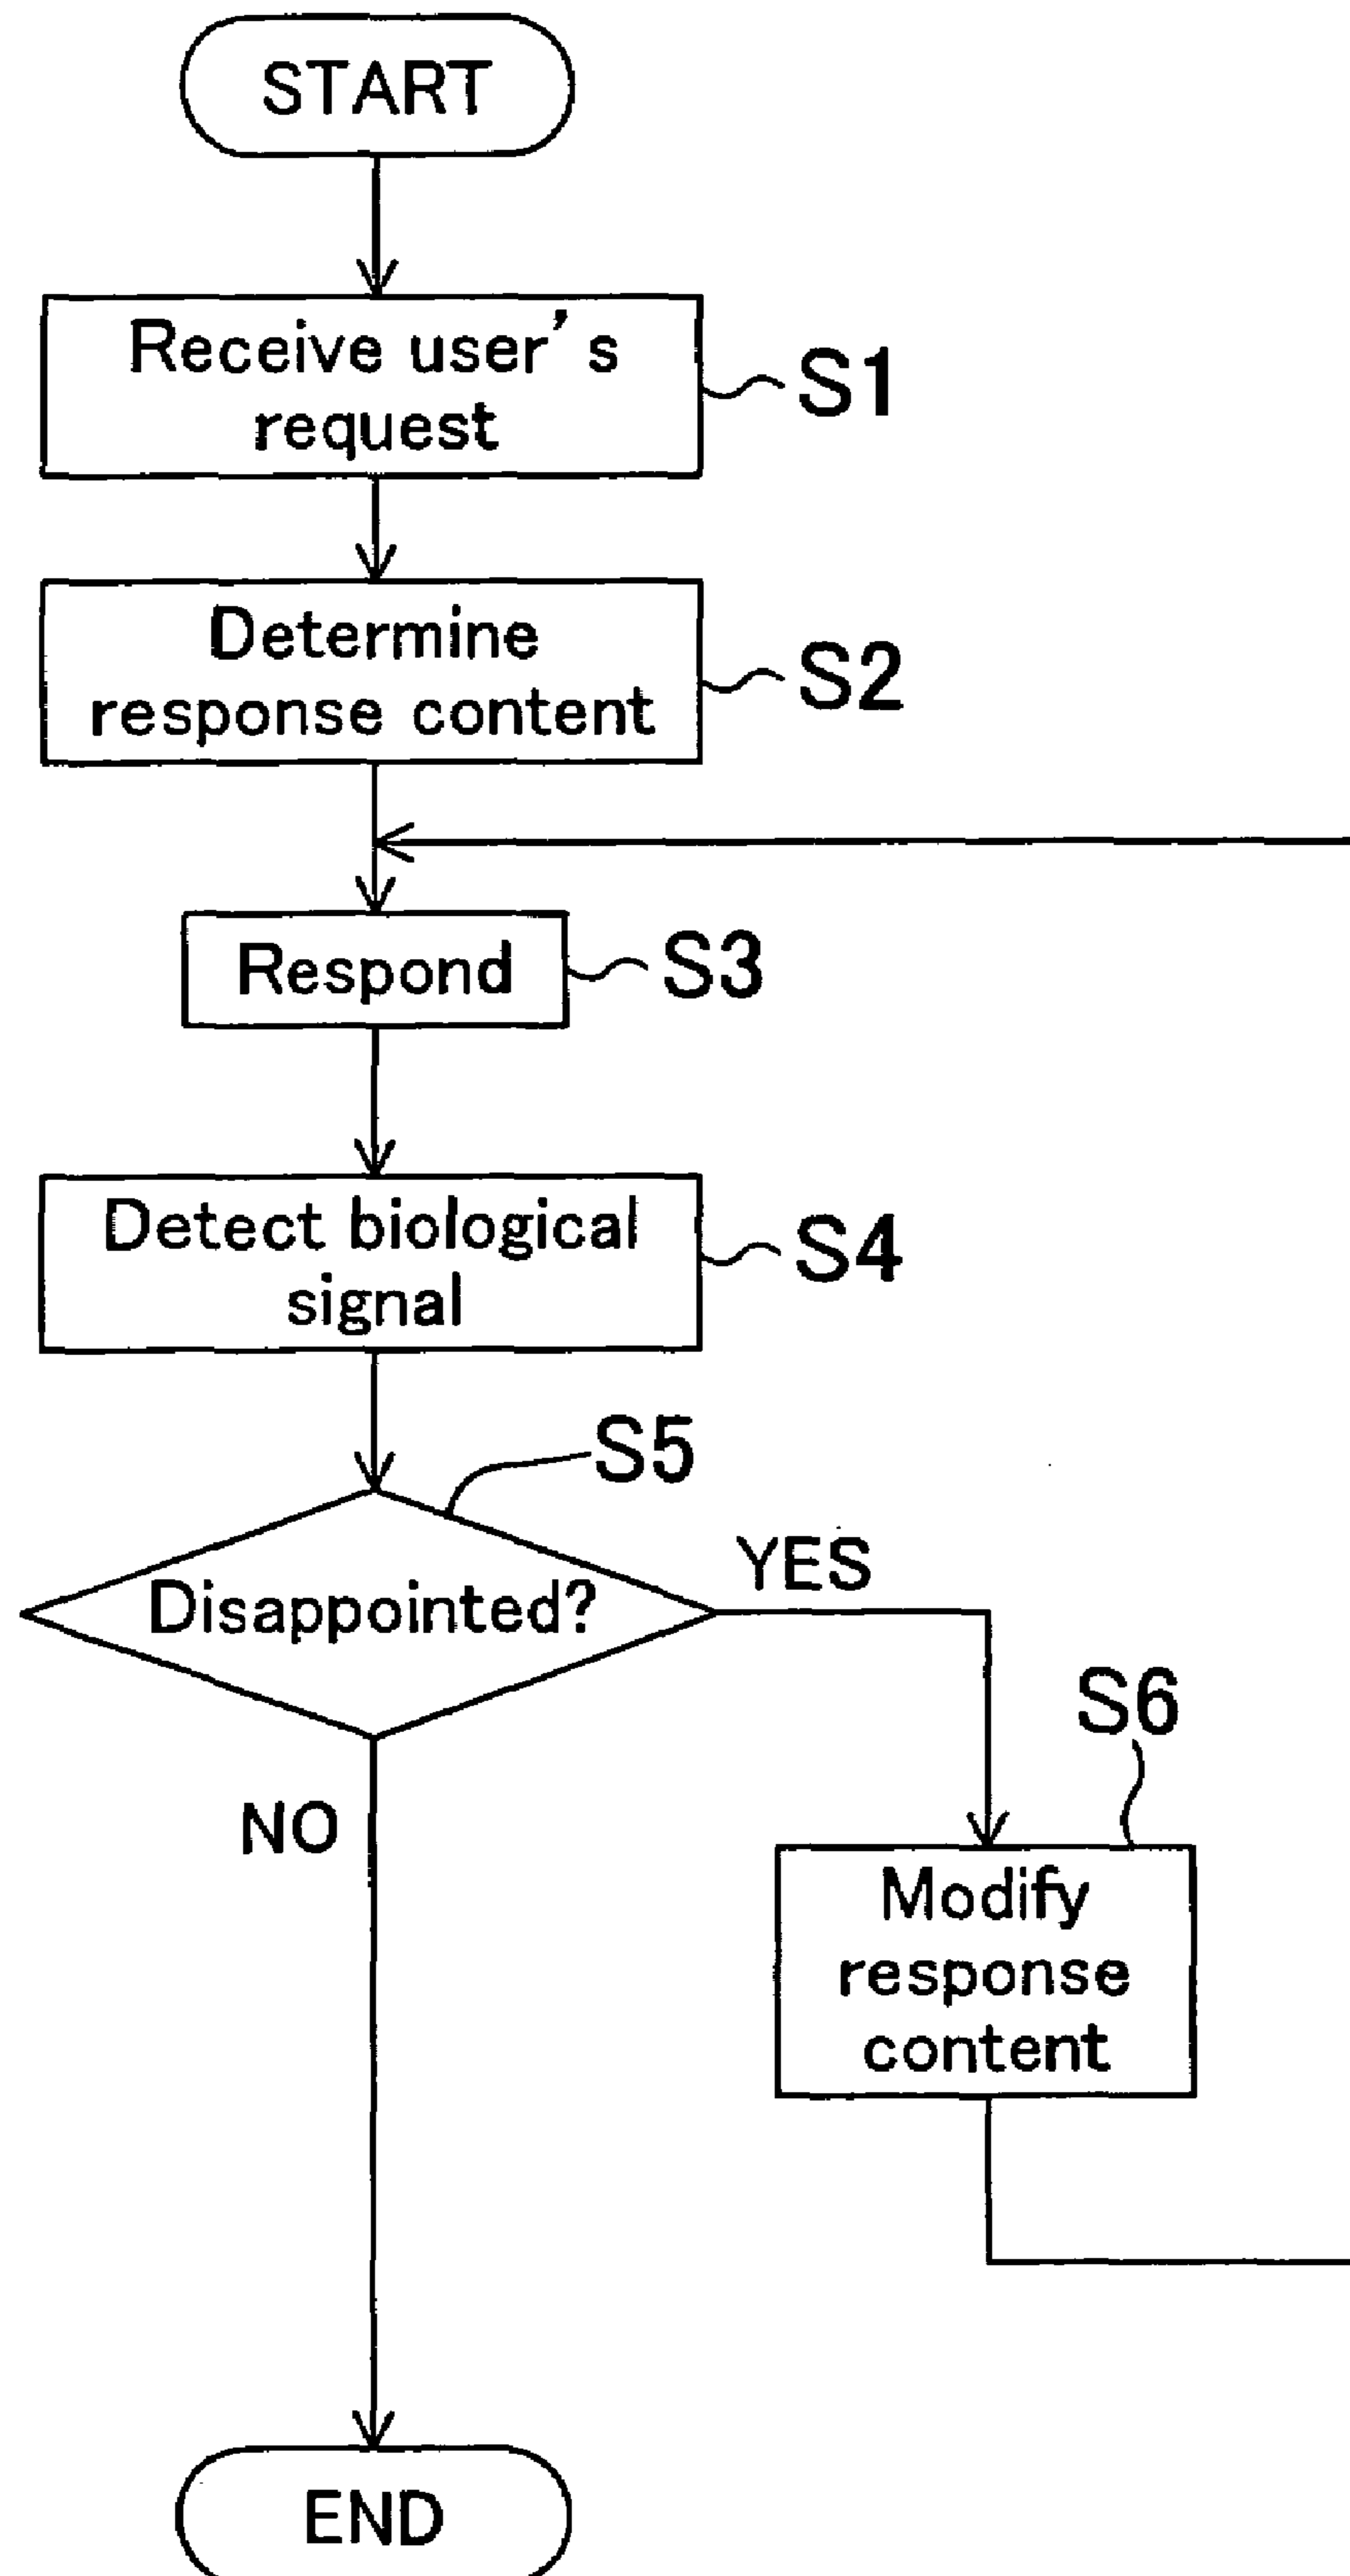 START
Receive user's
request
S1
Determine
response content
S2
Respond
S3
Detect biological
signal
S4
S5
Disappointed?
YES
NO
S6
Modify
response
content
END